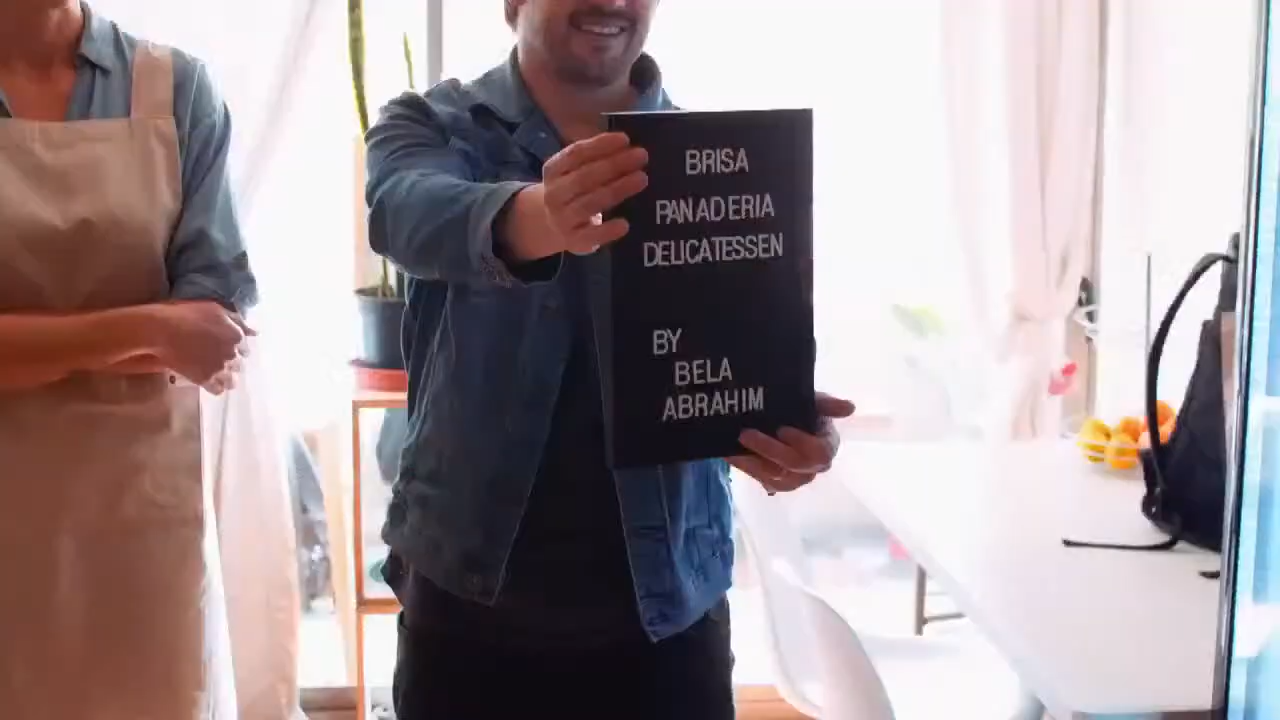 BRISA
PANADERIA
DELICATESSEN
BY
BELA
ABRAHIM